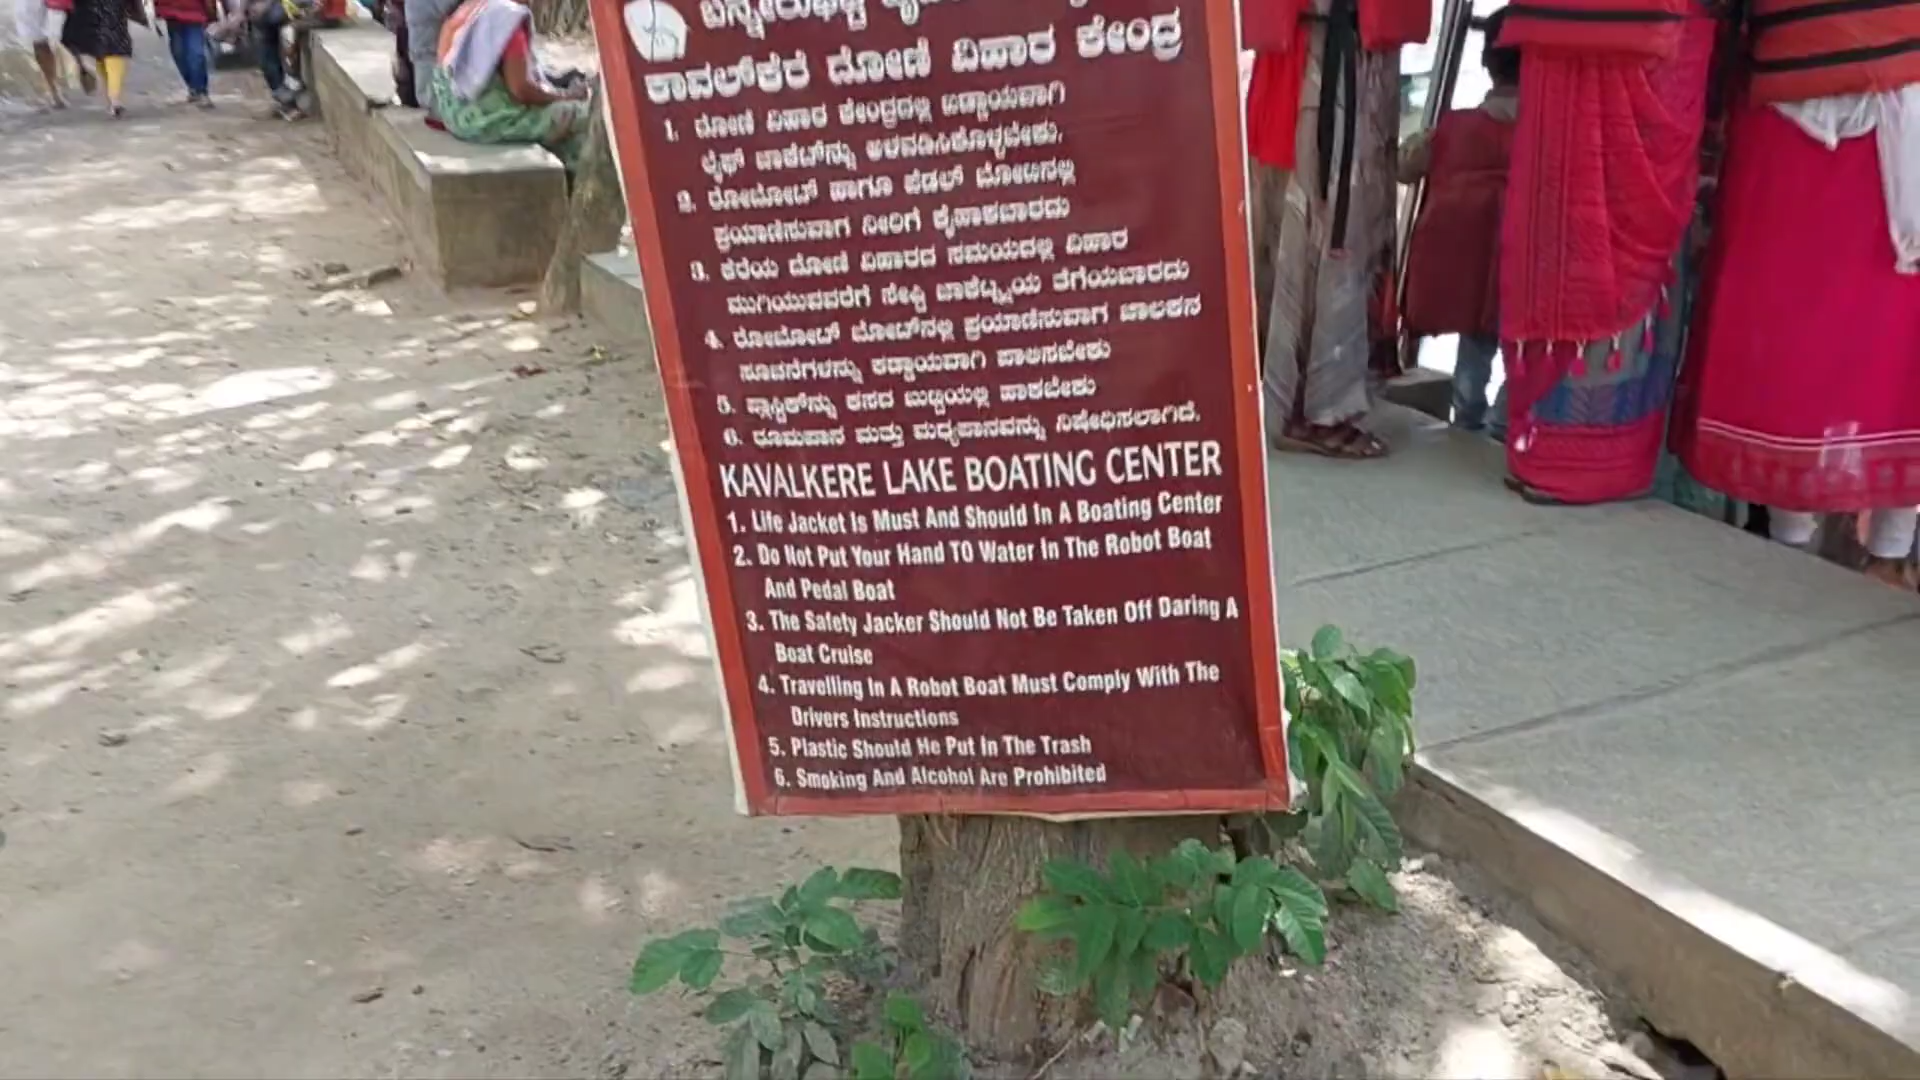 ಕಾವಲ್‌ಕೆರೆ ದೋಣಿ ವಿಹಾರ ಕೇಂದ್ರ
1. ದೋಣಿ ವಿಹಾರ ಕೇಂದ್ರದಲ್ಲಿ ಕಡ್ಡಾಯವಾಗಿ
ಲೈಫ್ ಜಾಕೆಟ್‌ನ್ನು ಅಳವಡಿಸಿಕೊಳ್ಳಬೇಕು.
2. ರೋಬೋಟ್ ಹಾಗೂ ಪೆಡಲ್ ಬೋಟನಲ್ಲಿ
ಪ್ರಯಾಣಿಸುವಾಗ ನೀರಿಗೆ ಕೈಹಾಕಬಾರದು
3. ಕೆರೆಯ ದೋಣಿ ವಿಹಾರದ ಸಮಯದಲ್ಲಿ ವಿಹಾರ
ಮುಗಿಯುವವರೆಗೆ ಸೇಫ್ಟಿ ತೆಗೆಯಬಾರದು
4. ರೋಬೋಟ್ ಬೋಟ್‌ನಲ್ಲಿ ಪ್ರಯಾಣಿಸುವಾಗ ಚಾಲಕನ
ಸೂಚನೆಗಳನ್ನು ಕಡ್ಡಾಯವಾಗಿ ಪಾಲಿಸಬೇಕು
5. ಪ್ಲಾಸ್ಟಿಕ್‌ನ್ನು ಕಸದ ಬುಟ್ಟಿಯಲ್ಲಿ ಹಾಕಬೇಕು
6. ಧೂಮಪಾನ ಮತ್ತು ಮಧ್ಯಪಾನವನ್ನು ನಿಷೇಧಿಸಲಾಗಿದೆ.
KAVALKERE LAKE BOATING CENTER
1. Life Jacket Is Must And Should In A Boating Center
2. Do Not Put Your Hand TO Water In The Robot Boat
And Pedal Boat
3. The Safety Jacker Should Not Be Taken Off Daring A
Boat Cruise
4. Travelling In A Robot Boat Must Comply With The
Drivers Instructions
5. Plastic Should He Put In The Trash
6. Smoking And Alcohol Are Prohibited